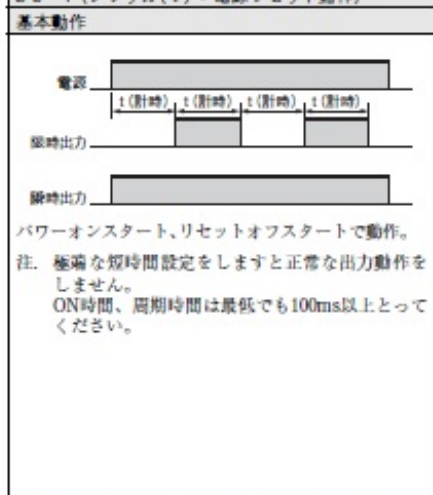 基本動作
電源
t(計時) t(計時) t(計時) t(計時)
限時出力
瞬時出力
パワーオンスタート、リセットオフスタートで動作。
注. 極端な短時間設定をしますと正常な出力動作を
しません。
ON時間、周期時間は最低でも100ms以上とって
ください。